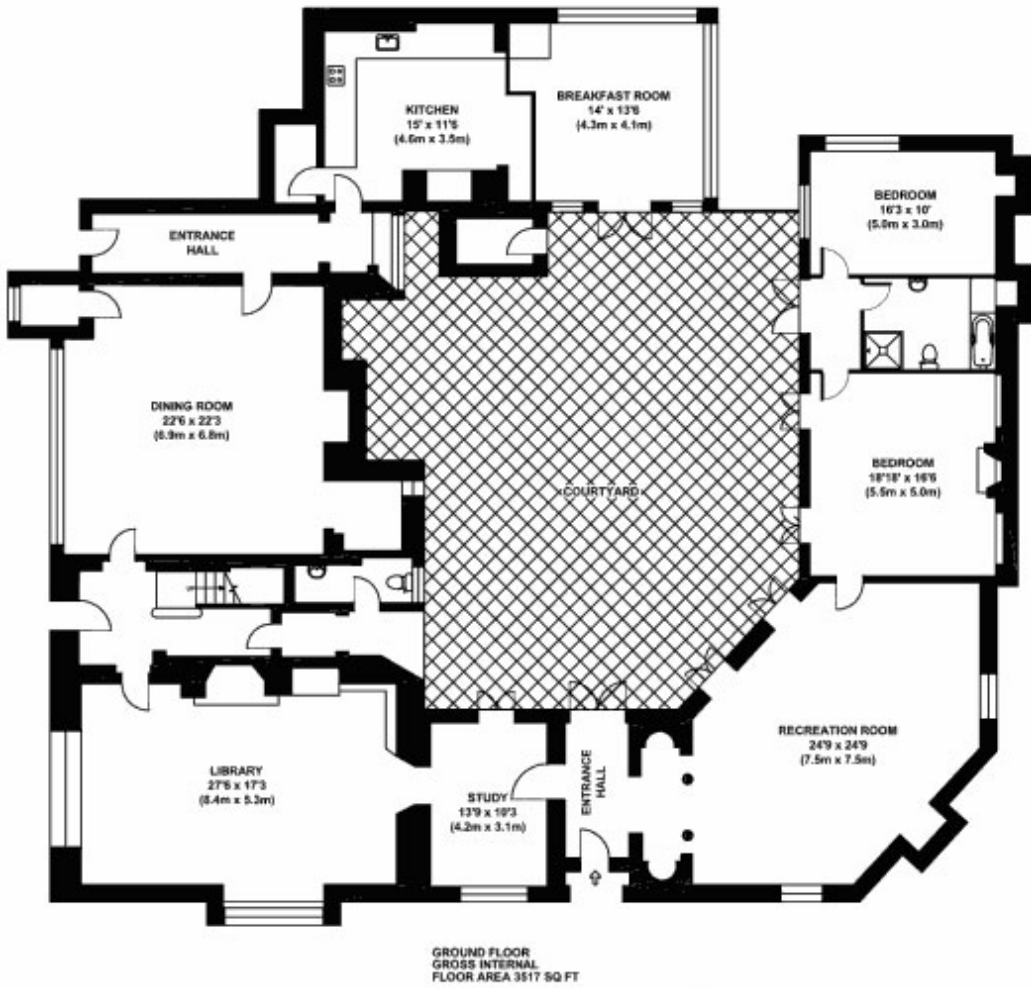 KITCHEN
15' x 11'6
(4.6m x 3.5m)
BREAKFAST ROOM
14' x 13'6
(4.3m x 4.1m)
BEDROOM
16'3 x 10'
(5.0m x 3.0m)
ENTRANCE
HALL
DINING ROOM
22'6 x 22'3
(6.9m x 6.8m)
COURTYARD
BEDROOM
18'18' x 16'6
(5.5m x 5.0m)
LIBRARY
27'6 x 17'3
(8.4m x 5.3m)
STUDY
13'9 x 10'3
(4.2m x 3.1m)
ENTRANCE
HALL
RECREATION ROOM
24'9 x 24'9
(7.5m x 7.5m)
GROUND FLOOR
GROSS INTERNAL
FLOOR AREA 3517 SQ FT